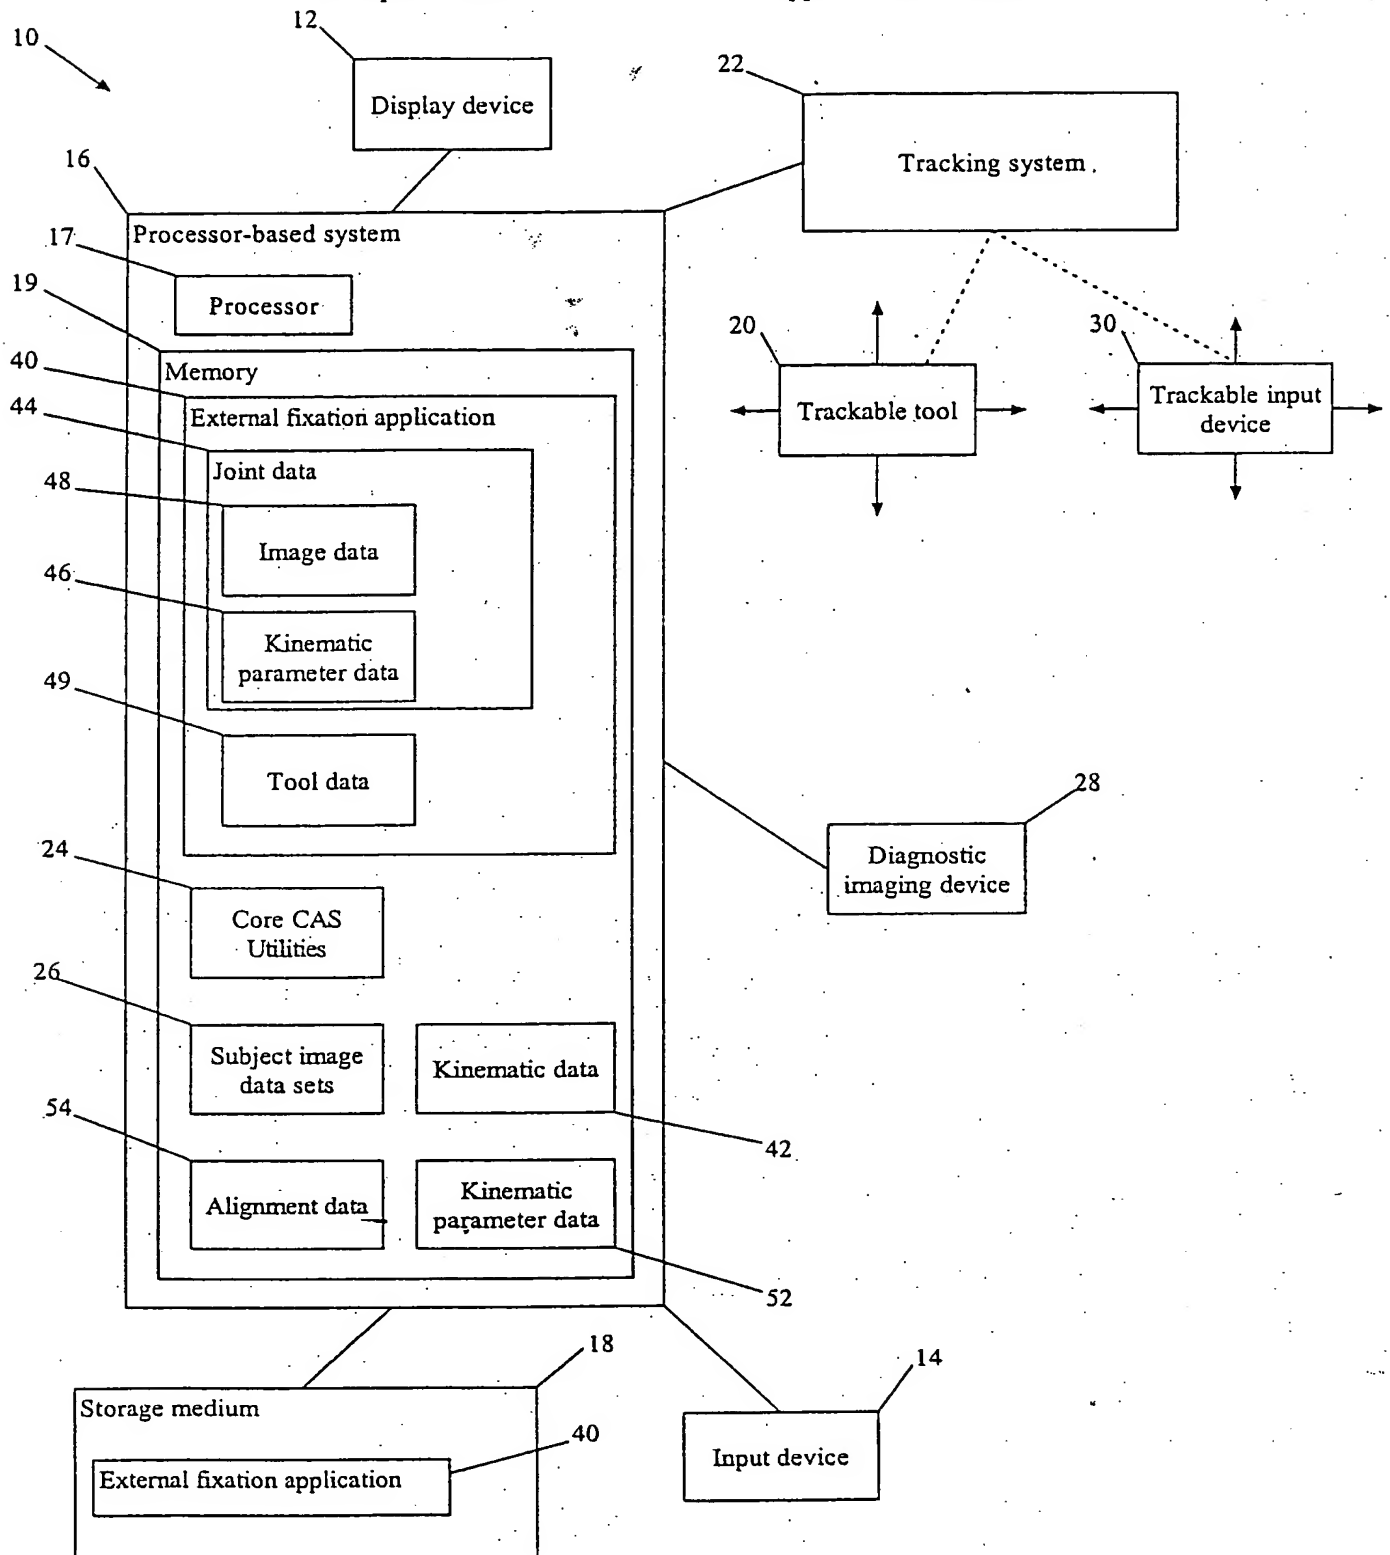 12
10
Display device
22
Tracking system
16
Processor-based system
17
Processor
19
Memory
40
External fixation application
44
Joint data
48
Image data
46
Kinematic
parameter data
49
Tool data
20
Trackable tool
30
Trackable input
device
24
Core CAS
Utilities
28
Diagnostic
imaging device
26
Subject image
data sets
Kinematic data
42
54
Alignment data
Kinematic
parameter data
52
18
Storage medium
40
External fixation application
14
Input device